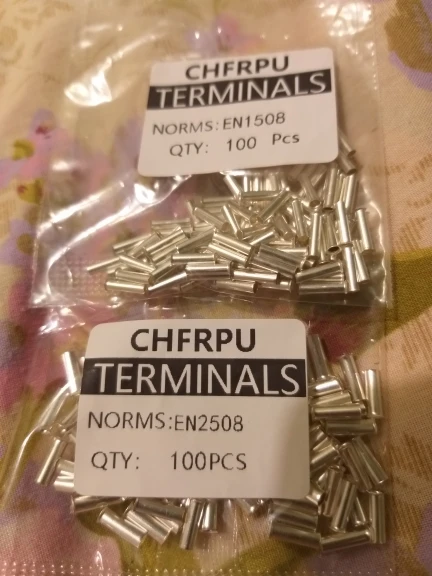 CHFRPU
TERMINALS
NORMS:EN1508
QTY: 100 Pcs
CHFRPU
TERMINALS
NORMS:EN2508
QTY: 100PCS